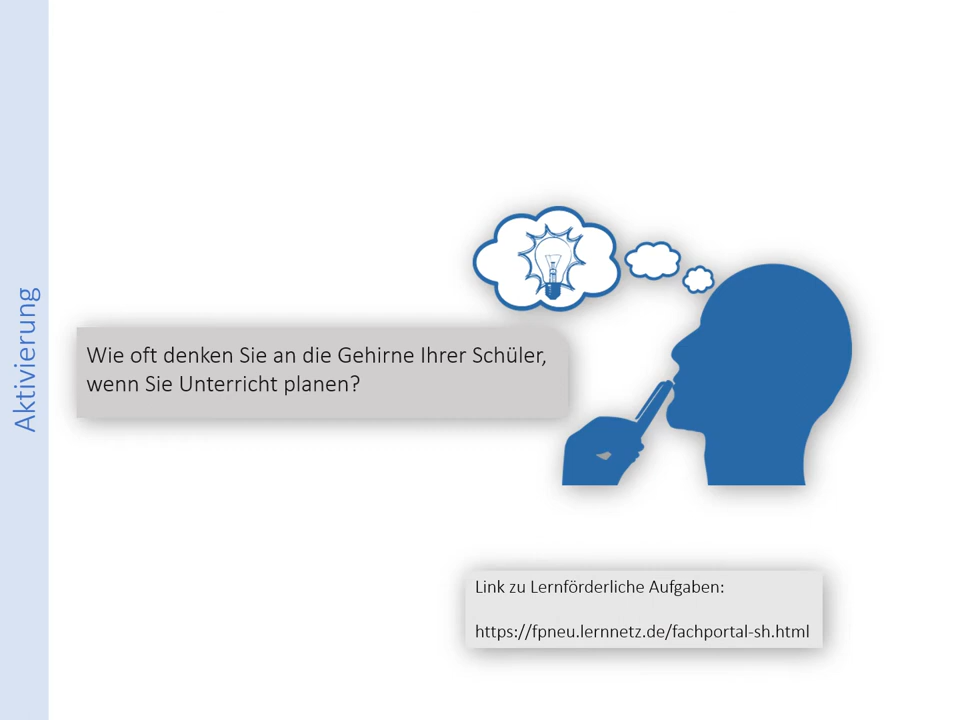 Aktivierung
Wie oft denken Sie an die Gehirne Ihrer Schüler,
wenn Sie Unterricht planen?
Link zu Lernförderliche Aufgaben:
https://fpneu.lernnetz.de/fachportal-sh.html